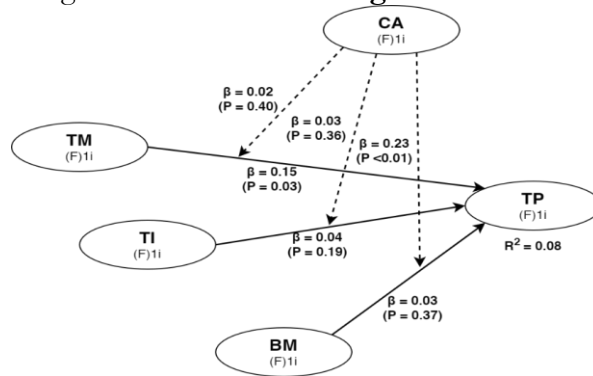 CA
(F)1i
β = 0.02
(P = 0.40)
β = 0.03
(P = 0.36)
β = 0.23
(P <0.01)
TM
(F)1i
β = 0.15
(P = 0.03)
TP
(F)1i
R² = 0.08
TI
(F)1i
β = 0.04
(P = 0.19)
β = 0.03
(P = 0.37)
BM
(F)1i